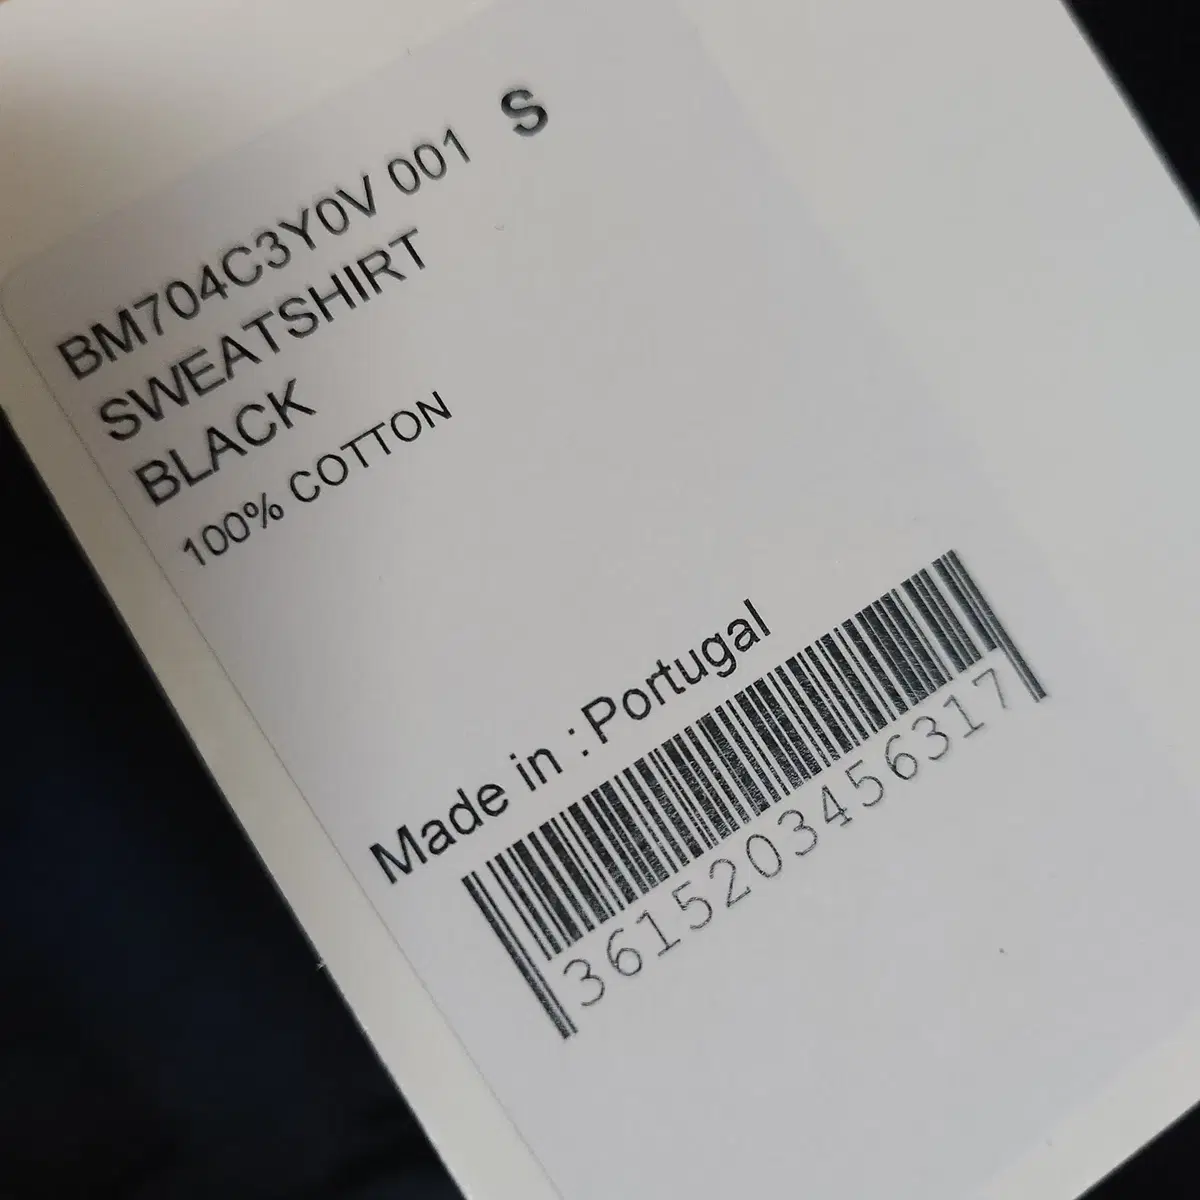 BM704C3Y0V 001 S
SWEATSHIRT
BLACK
100% COTTON
Made in : Portugal
3615203456317